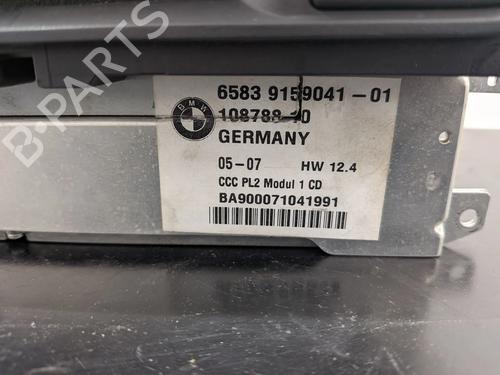 6583 9159041-01
108788-10
GERMANY
05-07 HW 12.4
CCC PL2 Modul 1 CD
BA900071041991
BMW
B-PARTS